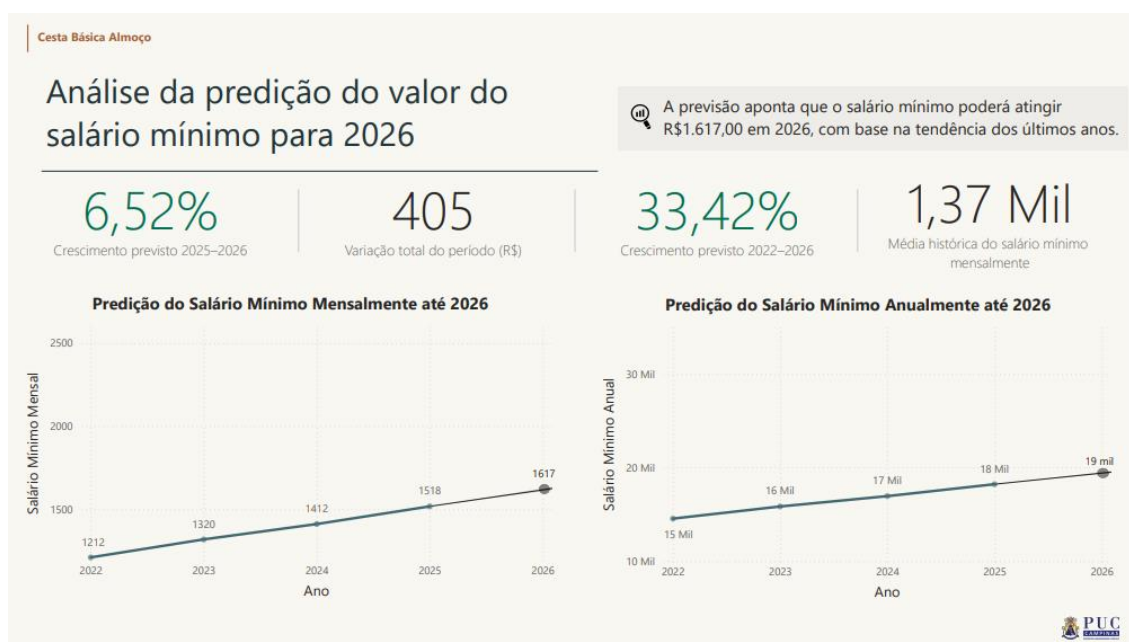 Cesta Básica Almoço
Análise da predição do valor do
salário mínimo para 2026
A previsão aponta que o salário mínimo poderá atingir
R$1.617,00 em 2026, com base na tendência dos últimos anos.
6,52%
Crescimento previsto 2025–2026
405
Variação total do período (R$)
33,42%
Crescimento previsto 2022–2026
1,37 Mil
Média histórica do salário mínimo
mensalmente
Predição do Salário Mínimo Mensalmente até 2026
Salário Mínimo Mensal
2500
2000
1500
1212
1320
1412
1518
1617
2022
2023
2024
2025
2026
Ano
Predição do Salário Mínimo Anualmente até 2026
Salário Mínimo Anual
30 Mil
20 Mil
10 Mil
15 Mil
16 Mil
17 Mil
18 Mil
19 mil
2022
2023
2024
2025
2026
Ano
PUC
CAMPINAS